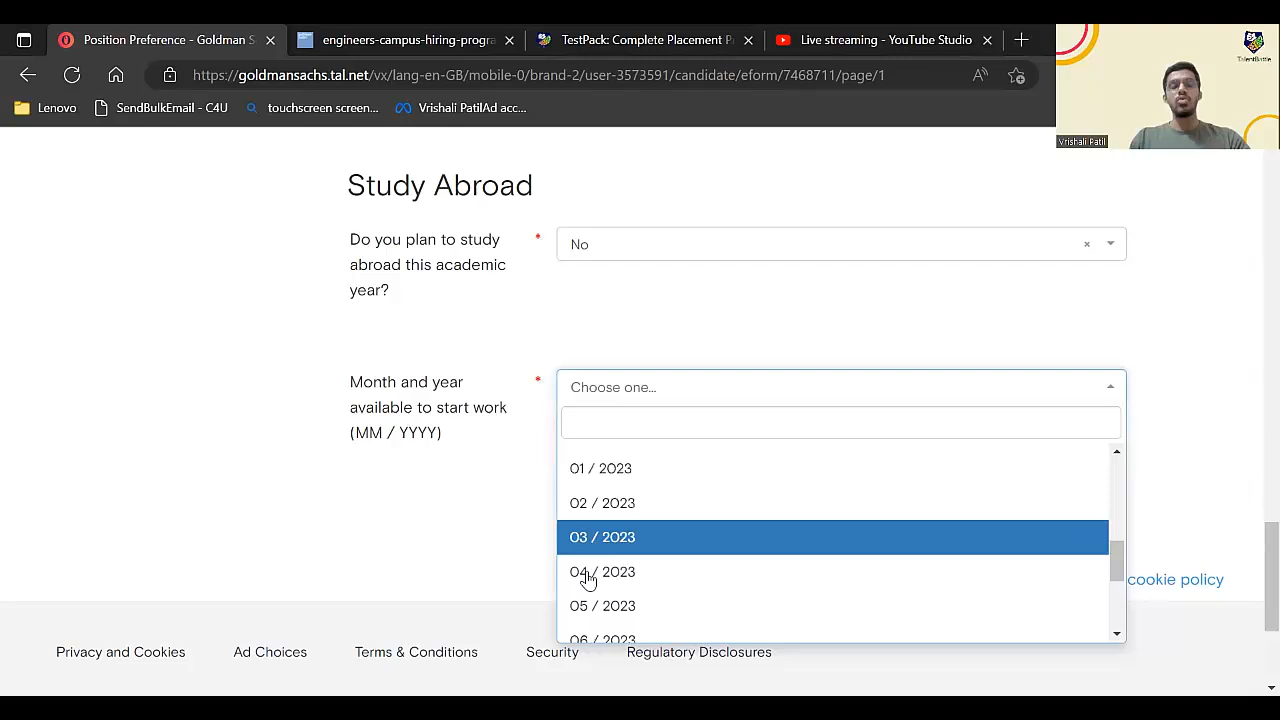 Position Preference - Goldman S
engineers-campus-hiring-progra
TestPack: Complete Placement P
Live streaming - YouTube Studio
https://goldmansachs.tal.net/vx/lang-en-GB/mobile-0/brand-2/user-3573591/candidate/eform/7468711/page/1
Lenovo
SendBulkEmail - C4U
touchscreen screen...
Vrishali PatilAd acc...
TalentBattle
Vrishali Patil
Study Abroad
Do you plan to study
abroad this academic
year?
*
No
Month and year
available to start work
(MM / YYYY)
*
Choose one...
01 / 2023
02 / 2023
03 / 2023
04 / 2023
05 / 2023
06 / 2023
cookie policy
Privacy and Cookies
Ad Choices
Terms & Conditions
Security
Regulatory Disclosures